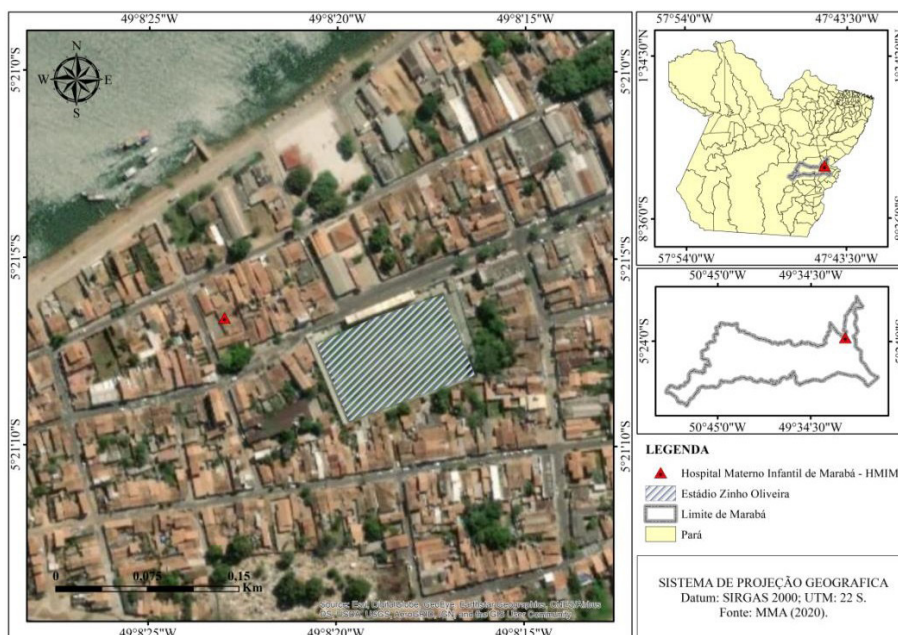 49°8'25"W 49°8'20"W 49°8'15"W
5°21'0"S
5°21'5"S
5°21'10"S
N
W E
S
5°21'0"S
5°21'5"S
5°21'10"S
0 0,075 0,15
Km
49°8'25"W 49°8'20"W 49°8'15"W
57°54'0"W 47°43'30"W
1°34'30"N
8°36'0"S
57°54'0"W 47°43'30"W
50°45'0"W 49°34'30"W
5°24'0"S
50°45'0"W 49°34'30"W
LEGENDA
Hospital Materno Infantil de Marabá - HMIM
Estádio Zinho Oliveira
Limite de Marabá
Pará
SISTEMA DE PROJEÇÃO GEOGRAFICA
Datum: SIRGAS 2000; UTM: 22 S.
Fonte: MMA (2020).